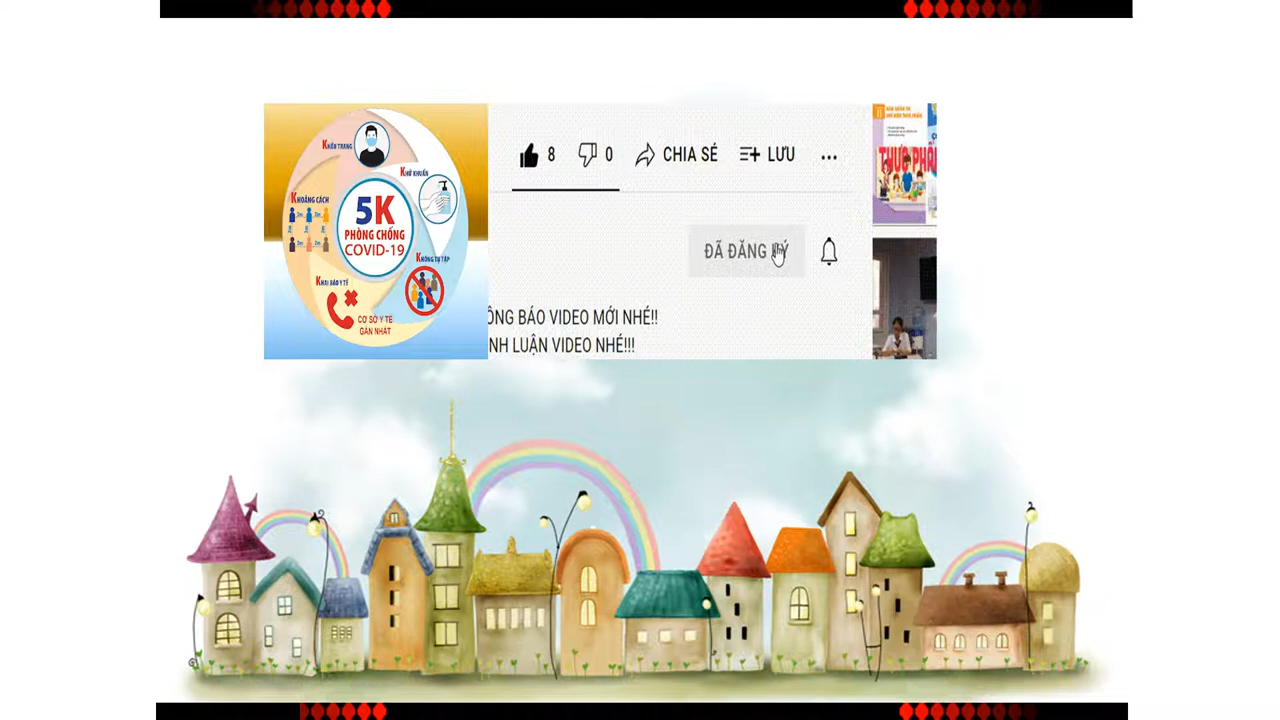 KHẨU TRANG
KHỬ KHUẨN
KHOẢNG CÁCH
5K
PHÒNG CHỐNG
COVID-19
KHÔNG TỤ TẬP
KHAI BÁO Y TẾ
CƠ SỞ Y TẾ
GẦN NHẤT
8
0
CHIA SẺ
LƯU
ĐÃ ĐĂNG KÝ
ÔNG BÁO VIDEO MỚI NHÉ!!
NH LUẬN VIDEO NHÉ!!!
THỰC PHẨ